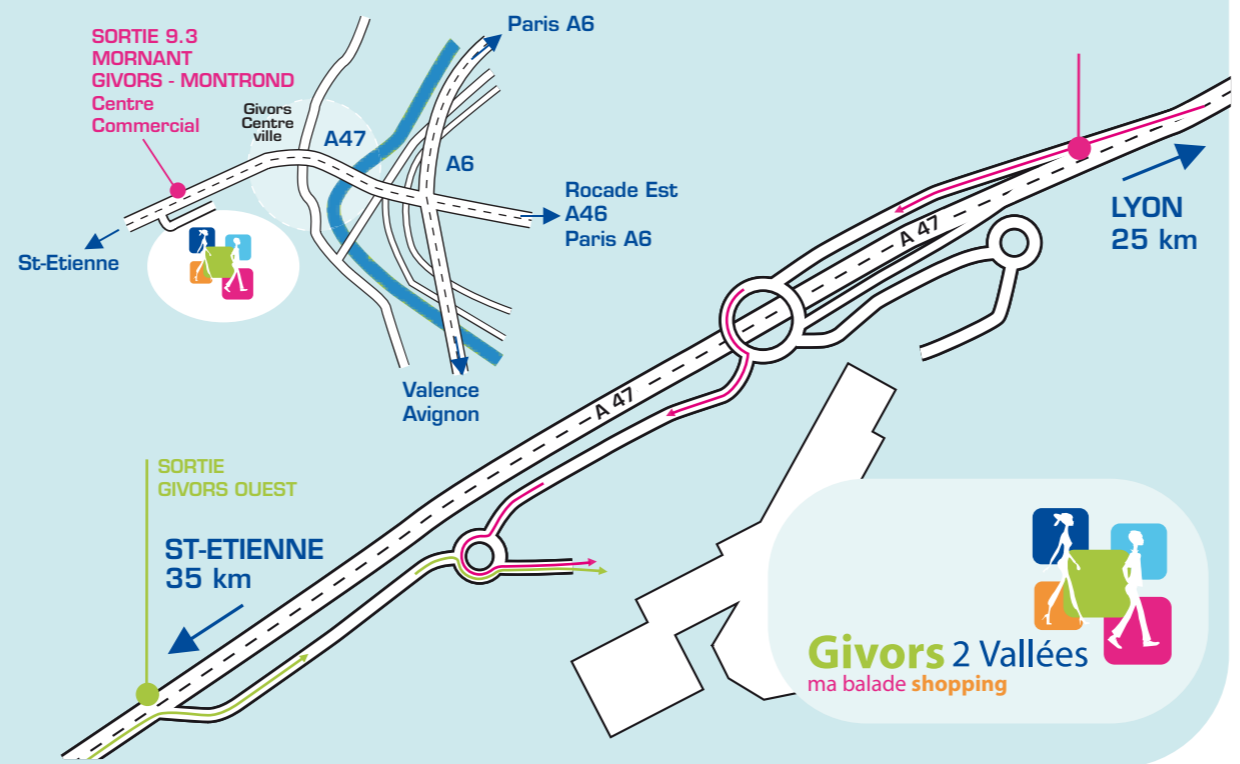 Paris A6
SORTIE 9.3
MORNANT
GIVORS - MONTROND
Centre
Commercial
Givors
Centre
ville
A47
A6
Rocade Est
A46
Paris A6
St-Etienne
Valence
Avignon
LYON
25 km
A 47
A 47
SORTIE
GIVORS OUEST
ST-ETIENNE
35 km
Givors 2 Vallées
ma balade shopping